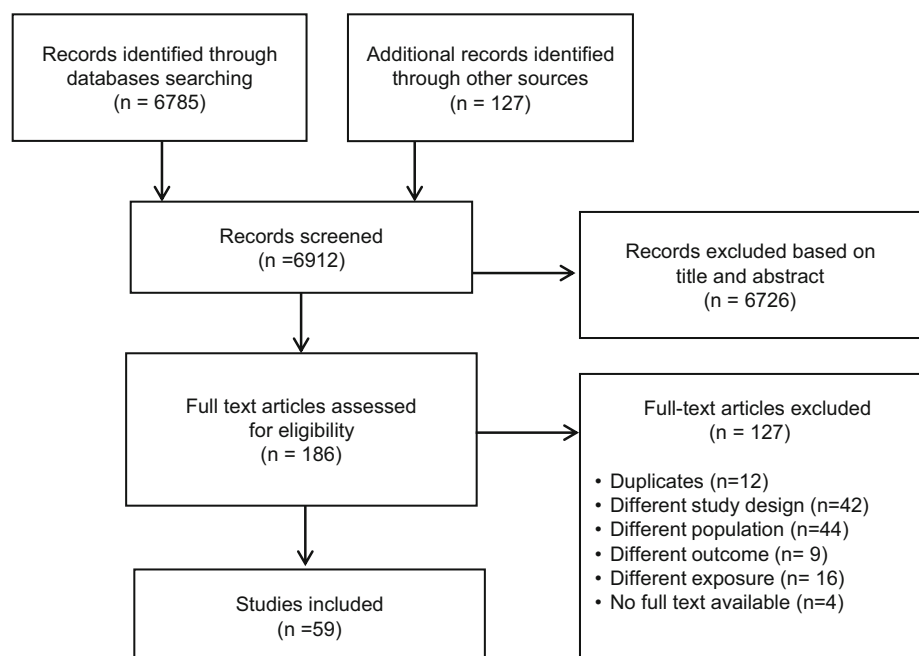 Records identified through
databases searching
(n = 6785)
Additional records identified
through other sources
(n = 127)
Records screened
(n =6912)
Records excluded based on
title and abstract
(n = 6726)
Full text articles assessed
for eligibility
(n = 186)
Full-text articles excluded
(n = 127)
• Duplicates (n=12)
• Different study design (n=42)
• Different population (n=44)
• Different outcome (n= 9)
• Different exposure (n= 16)
• No full text available (n=4)
Studies included
(n =59)